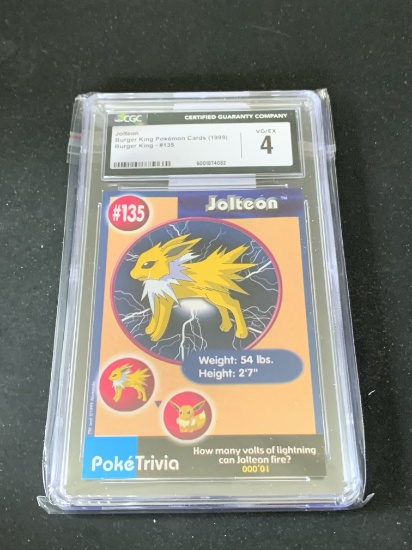 CGC CERTIFIED GUARANTY COMPANY
Jolteon
Burger King Pokémon Cards (1999)
Burger King - #135
VG/EX
4
#135
Jolteon™
Weight: 54 lbs.
Height: 2'7"
PokéTrivia
How many volts of lightning
can Jolteon fire?
10,000